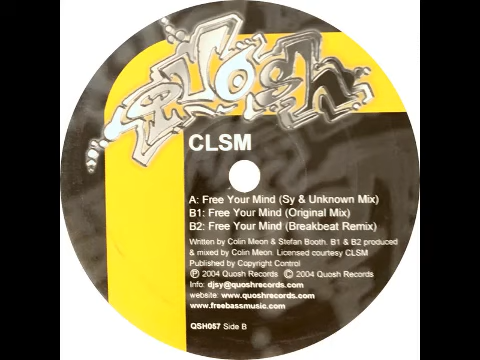 Quosh
CLSM
A: Free Your Mind (Sy & Unknown Mix)
B1: Free Your Mind (Original Mix)
B2: Free Your Mind (Breakbeat Remix)
Written by Colin Meon & Stefan Booth. B1 & B2 produced
& mixed by Colin Meon. Licensed courtesy CLSM
Published by Copyright Control
Ⓟ 2004 Quosh Records © 2004 Quosh Records
Info: djsy@quoshrecords.com
website: www.quoshrecords.com
www.freebassmusic.com
QSH057 Side B